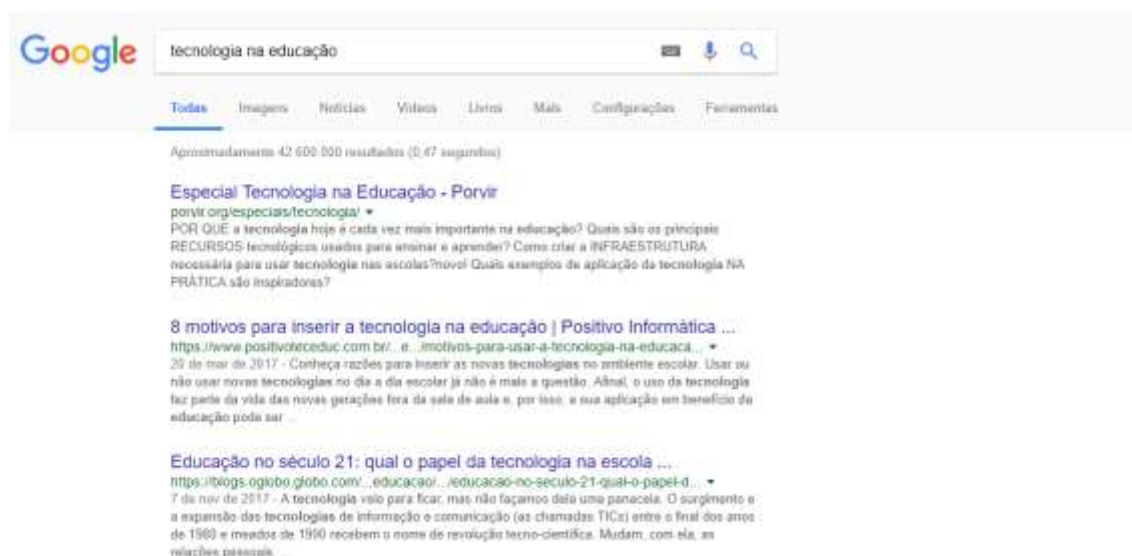 Google
tecnologia na educação
Todas Imagens Notícias Vídeos Livros Mais Configurações Ferramentas
Aproximadamente 42.600.000 resultados (0,47 segundos)
Especial Tecnologia na Educação - Porvir
porvir.org/especiais/tecnologia/
POR QUE a tecnologia hoje é cada vez mais importante na educação? Quais são os principais
RECURSOS tecnológicos usados para ensinar e aprender? Como criar a INFRAESTRUTURA
necessária para usar tecnologia nas escolas?novo! Quais exemplos de aplicação da tecnologia NA
PRÁTICA são inspiradores?
8 motivos para inserir a tecnologia na educação | Positivo Informática ...
https://www.positivoteceduc.com.br/...e.../motivos-para-usar-a-tecnologia-na-educaca...
20 de mar de 2017 - Conheça razões para inserir as novas tecnologias no ambiente escolar. Usar ou
não usar novas tecnologias no dia a dia escolar já não é mais a questão. Afinal, o uso da tecnologia
faz parte da vida das novas gerações fora da sala de aula e, por isso, a sua aplicação em benefício da
educação pode ser ...
Educação no século 21: qual o papel da tecnologia na escola ...
https://blogs.oglobo.globo.com/...educacao/.../educacao-no-seculo-21-qual-o-papel-d...
7 de nov de 2017 - A tecnologia veio para ficar, mas não façamos dela uma panaceia. O surgimento e
a expansão das tecnologias de informação e comunicação (as chamadas TICs) entre o final dos anos
de 1980 e meados de 1990 recebem o nome de revolução tecno-científica. Mudam, com ela, as
relações pessoais, ...